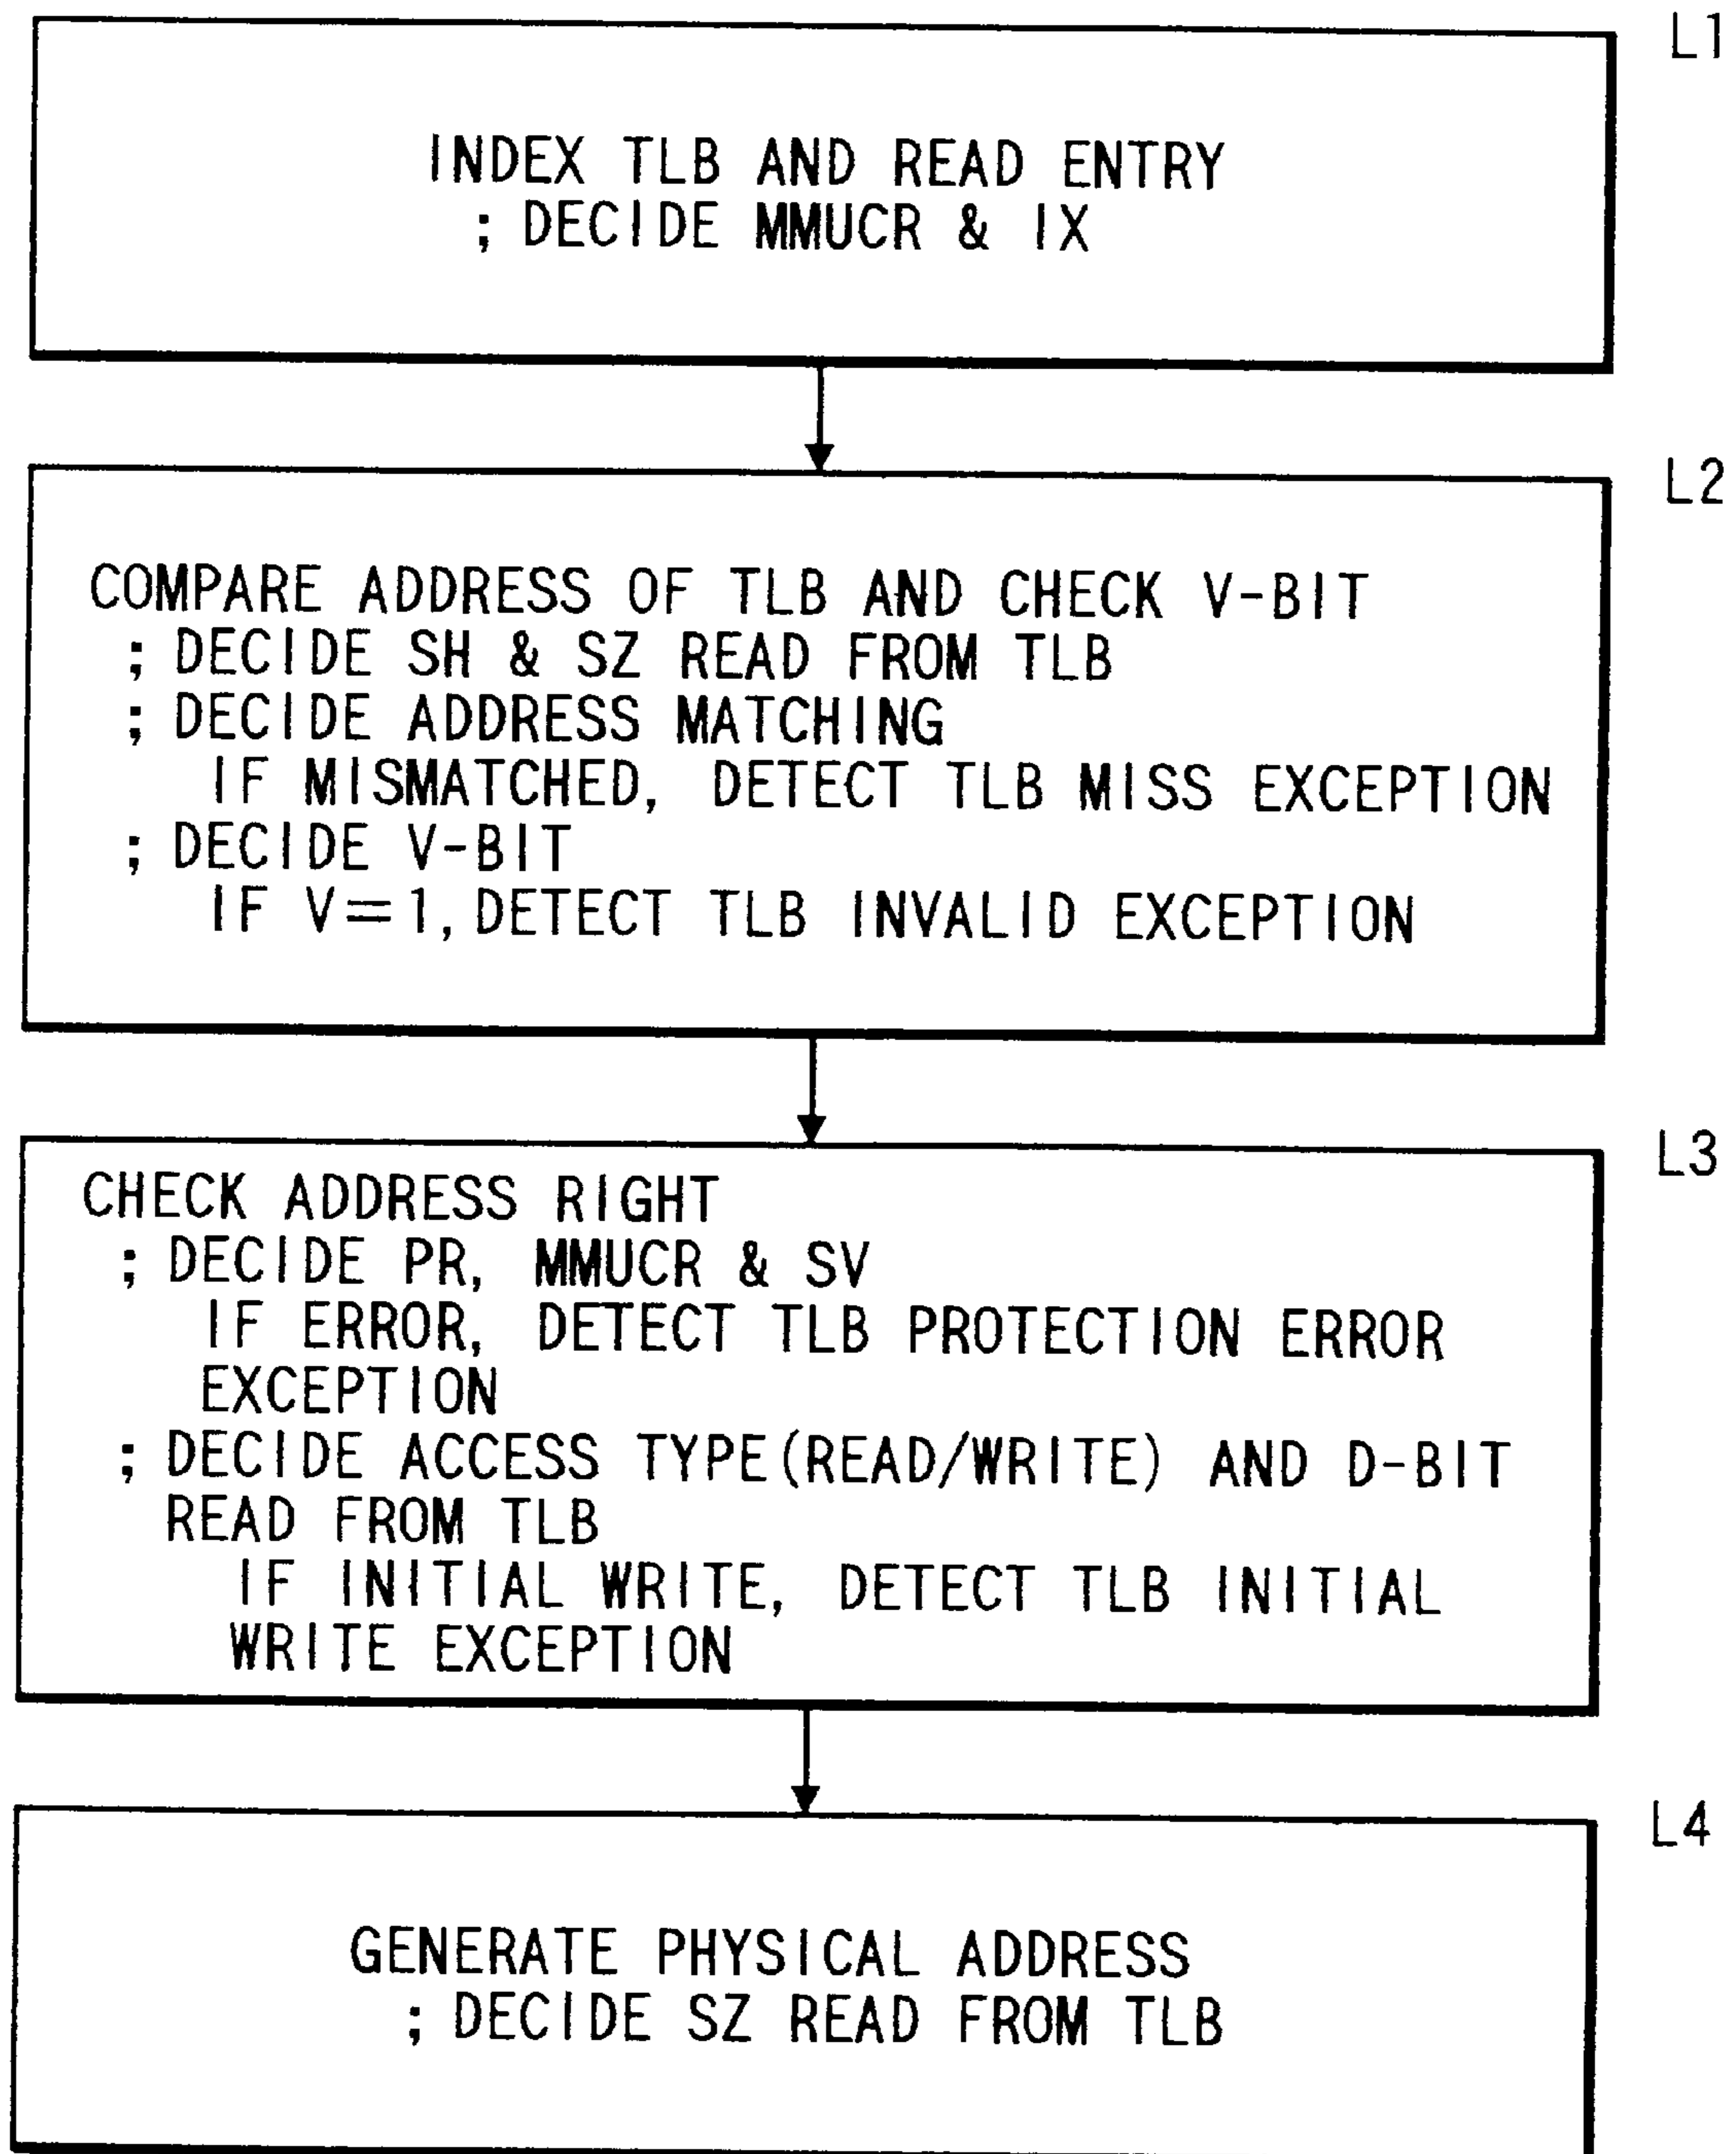 L1
INDEX TLB AND READ ENTRY
; DECIDE MMUCR & IX
L2
COMPARE ADDRESS OF TLB AND CHECK V-BIT
; DECIDE SH & SZ READ FROM TLB
; DECIDE ADDRESS MATCHING
IF MISMATCHED, DETECT TLB MISS EXCEPTION
; DECIDE V-BIT
IF V=1, DETECT TLB INVALID EXCEPTION
L3
CHECK ADDRESS RIGHT
; DECIDE PR, MMUCR & SV
IF ERROR, DETECT TLB PROTECTION ERROR
EXCEPTION
; DECIDE ACCESS TYPE(READ/WRITE) AND D-BIT
READ FROM TLB
IF INITIAL WRITE, DETECT TLB INITIAL
WRITE EXCEPTION
L4
GENERATE PHYSICAL ADDRESS
; DECIDE SZ READ FROM TLB